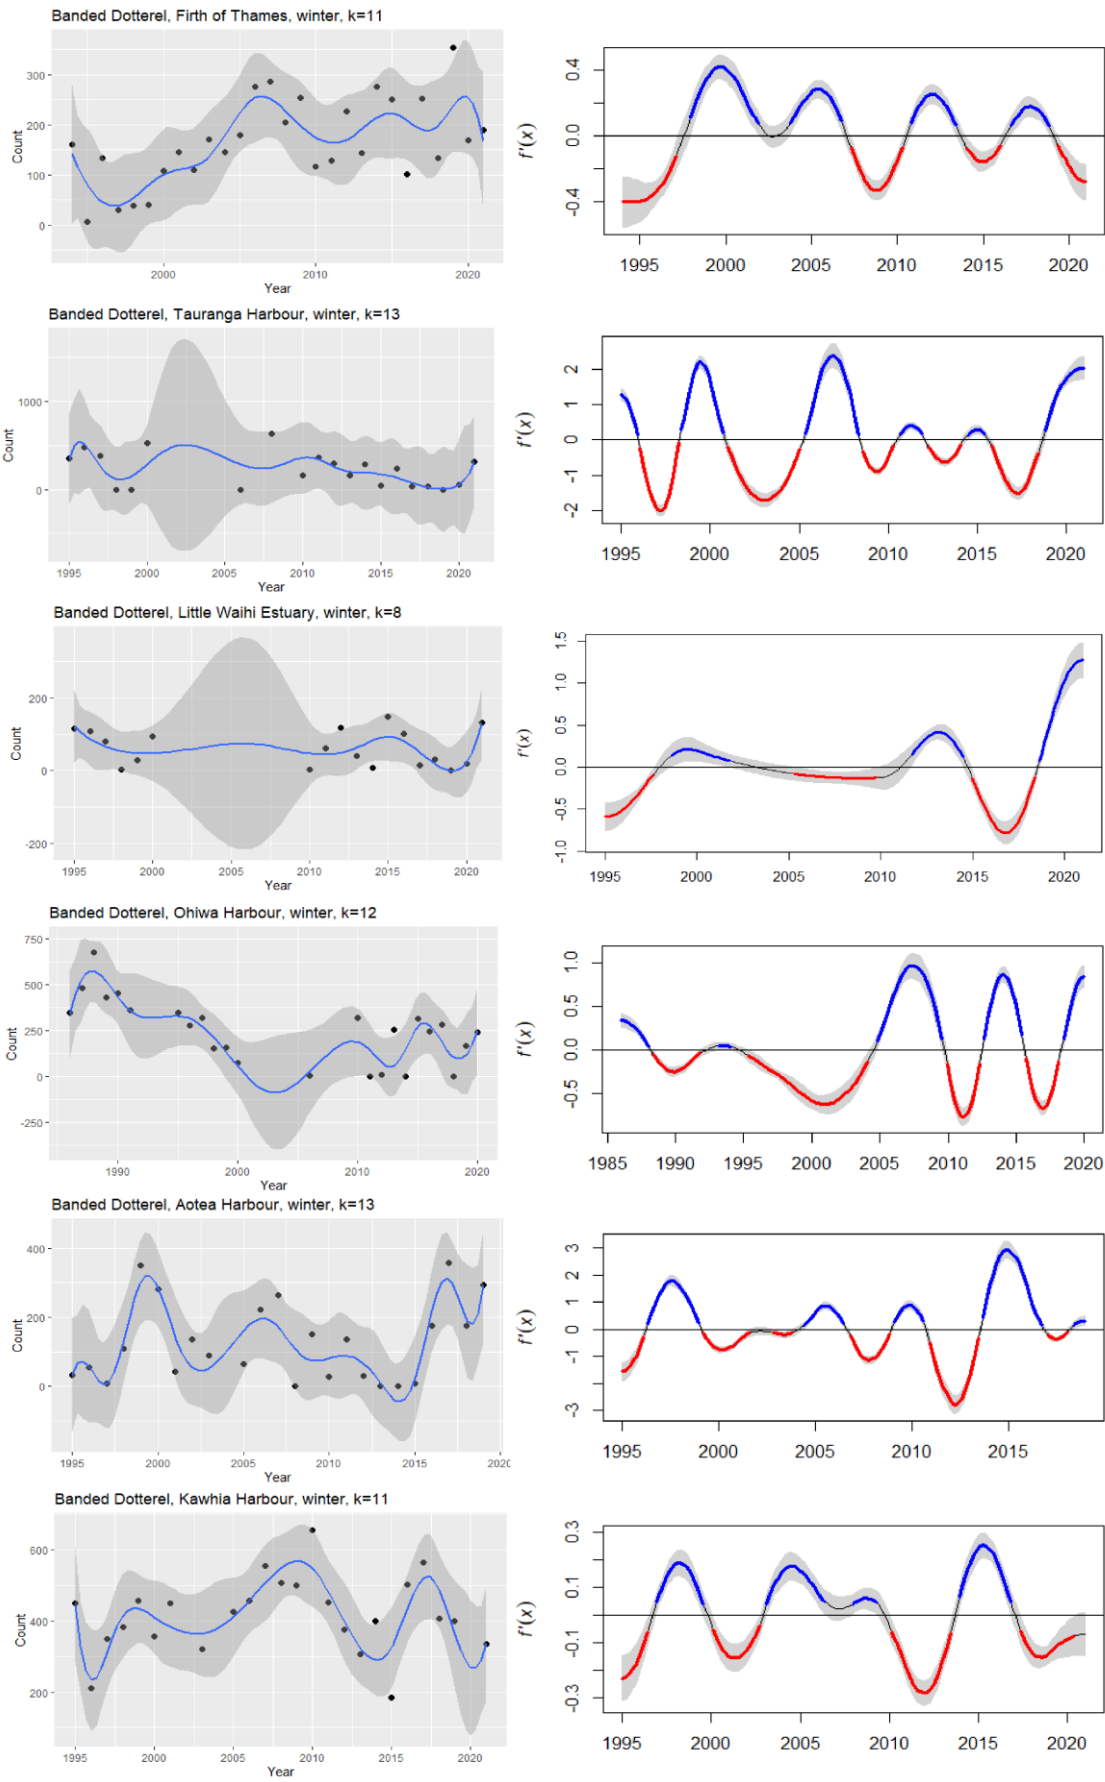 Banded Dotterel, Firth of Thames, winter, k=11
300
200
100
0
Count
2000 2010 2020
Year
0.4
0.0
-0.4
f'(x)
1995 2000 2005 2010 2015 2020
Banded Dotterel, Tauranga Harbour, winter, k=13
1000
0
Count
1995 2000 2005 2010 2015 2020
Year
2
1
0
-1
-2
f'(x)
1995 2000 2005 2010 2015 2020
Banded Dotterel, Little Waihi Estuary, winter, k=8
200
0
-200
Count
1995 2000 2005 2010 2015 2020
Year
1.5
1.0
0.5
0.0
-0.5
-1.0
f'(x)
1995 2000 2005 2010 2015 2020
Banded Dotterel, Ohiwa Harbour, winter, k=12
750
500
250
0
-250
Count
1990 2000 2010 2020
Year
1.0
0.5
0.0
-0.5
f'(x)
1985 1990 1995 2000 2005 2010 2015 2020
Banded Dotterel, Aotea Harbour, winter, k=13
400
200
0
Count
1995 2000 2005 2010 2015 2020
Year
3
2
0
-1
-3
f'(x)
1995 2000 2005 2010 2015
Banded Dotterel, Kawhia Harbour, winter, k=11
600
400
200
Count
1995 2000 2005 2010 2015 2020
Year
0.3
0.1
-0.1
-0.3
f'(x)
1995 2000 2005 2010 2015 2020